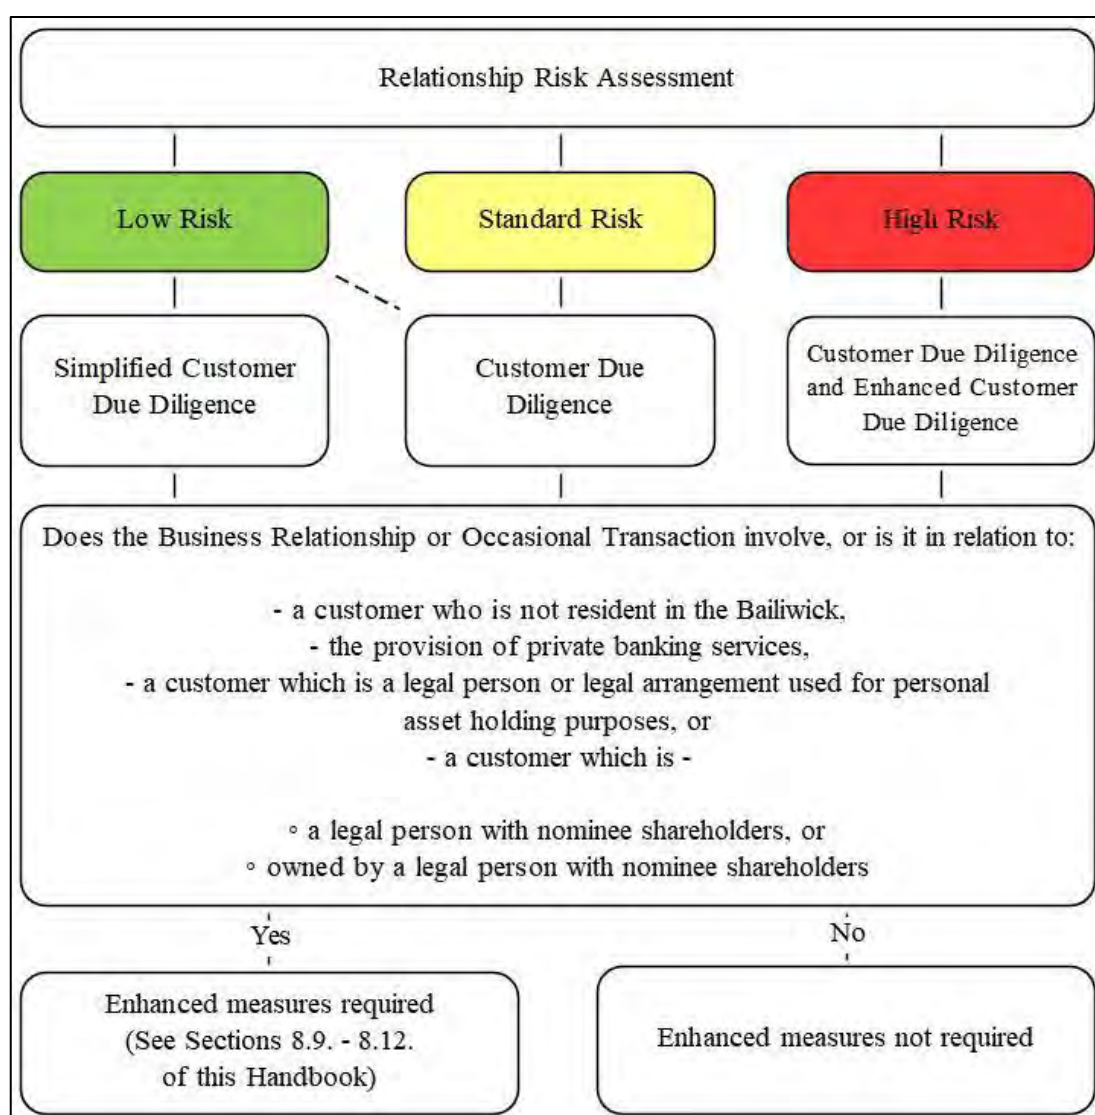 Relationship Risk Assessment
Low Risk
Standard Risk
High Risk
Simplified Customer
Due Diligence
Customer Due
Diligence
Customer Due Diligence
and Enhanced Customer
Due Diligence
Does the Business Relationship or Occasional Transaction involve, or is it in relation to:
- a customer who is not resident in the Bailiwick,
- the provision of private banking services,
- a customer which is a legal person or legal arrangement used for personal
asset holding purposes, or
- a customer which is -
◦ a legal person with nominee shareholders, or
◦ owned by a legal person with nominee shareholders
Yes
No
Enhanced measures required
(See Sections 8.9. - 8.12.
of this Handbook)
Enhanced measures not required